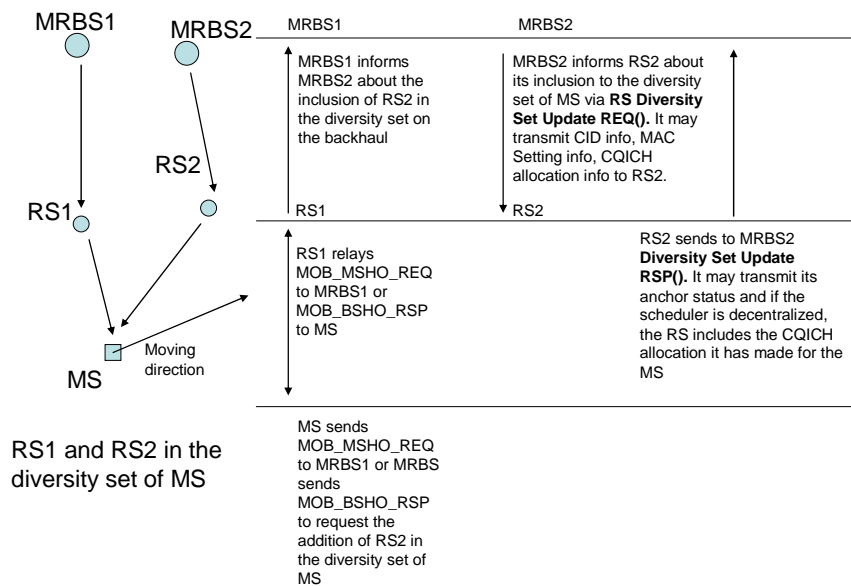 MRBS1
MRBS2
RS2
RS1
MS
Moving
direction
RS1 and RS2 in the
diversity set of MS
MRBS1
MRBS2
MRBS1 informs
MRBS2 about the
inclusion of RS2 in
the diversity set on
the backhaul
MRBS2 informs RS2 about
its inclusion to the diversity
set of MS via RS Diversity
Set Update REQ(). It may
transmit CID info, MAC
Setting info, CQICH
allocation info to RS2.
RS1
RS2
RS1 relays
MOB_MSHO_REQ
to MRBS1 or
MOB_BSHO_RSP
to MS
RS2 sends to MRBS2
Diversity Set Update
RSP(). It may transmit its
anchor status and if the
scheduler is decentralized,
the RS includes the CQICH
allocation it has made for the
MS
MS sends
MOB_MSHO_REQ
to MRBS1 or MRBS
sends
MOB_BSHO_RSP
to request the
addition of RS2 in
the diversity set of
MS